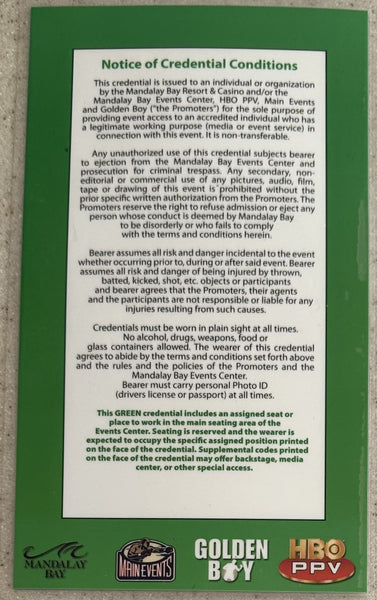 Notice of Credential Conditions
This credential is issued to an individual or organization
by the Mandalay Bay Resort & Casino and/or the
Mandalay Bay Events Center, HBO PPV, Main Events
and Golden Boy ("the Promoters") for the sole purpose of
providing event access to an accredited individual who has
a legitimate working purpose (media or event service) in
connection with this event. It is non-transferable.
Any unauthorized use of this credential subjects bearer
to ejection from the Mandalay Bay Events Center and
prosecution for criminal trespass. Any secondary, non-
editorial or commercial use of any pictures, audio, film,
tape or drawing of this event is prohibited without the
prior specific written authorization from the Promoters. The
Promoters reserve the right to refuse admission or eject any
person whose conduct is deemed by Mandalay Bay
to be disorderly or who fails to comply
with the terms and conditions herein.
Bearer assumes all risk and danger incidental to the event
whether occurring prior to, during or after said event. Bearer
assumes all risk and danger of being injured by thrown,
batted, kicked, shot, etc. objects or participants
and bearer agrees that the Promoters, their agents
and the participants are not responsible or liable for any
injuries resulting from such causes.
Credentials must be worn in plain sight at all times.
No alcohol, drugs, weapons, food or
glass containers allowed. The wearer of this credential
agrees to abide by the terms and conditions set forth above
and the rules and the policies of the Promoters and the
Mandalay Bay Events Center.
Bearer must carry personal Photo ID
(drivers license or passport) at all times.
This GREEN credential includes an assigned seat or
place to work in the main seating area of the
Events Center. Seating is reserved and the wearer is
expected to occupy the specific assigned position printed
on the face of the credential. Supplemental codes printed
on the face of the credential may offer backstage, media
center, or other special access.
MANDALAY
BAY
MAIN EVENTS
GOLDEN
BOY
HBO
PPV